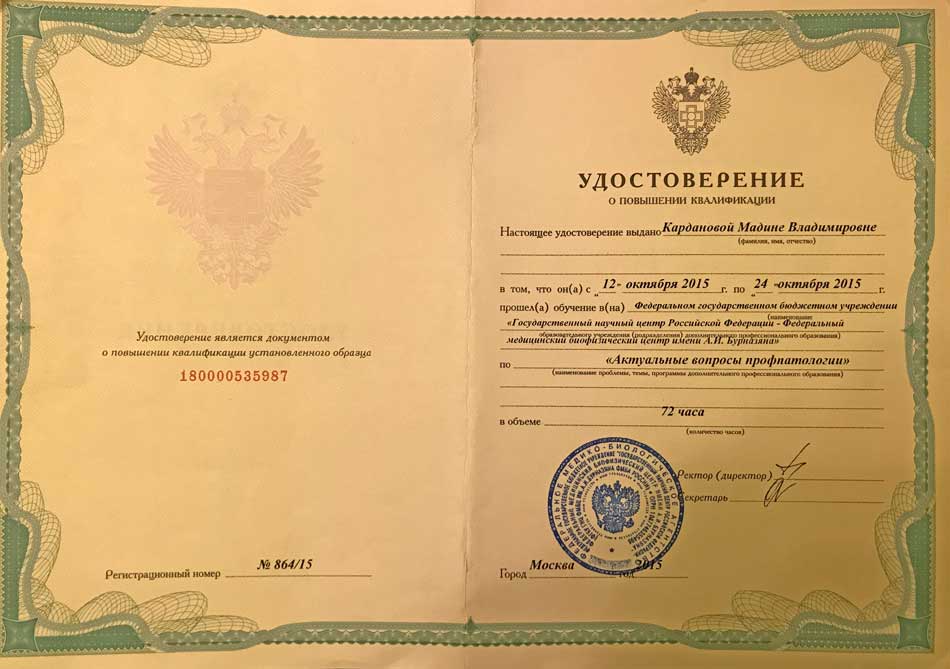 Удостоверение является документом
о повышении квалификации установленного образца
180000535987
Регистрационный номер № 864/15
УДОСТОВЕРЕНИЕ
О ПОВЫШЕНИИ КВАЛИФИКАЦИИ
Настоящее удостоверение выдано Кардановой Мадине Владимировне
(фамилия, имя, отчество)
в том, что он(а) с „ 12- октября 2015 г. по „ 24 -октября 2015 г.
прошел(а) обучение в(на) Федеральном государственном бюджетном учреждении
(наименование
«Государственный научный центр Российской Федерации - Федеральный
образовательного учреждения (подразделения) дополнительного профессионального образования)
медицинский биофизический центр имени А.И. Бурназяна»
по «Актуальные вопросы профпатологии»
(наименование проблемы, темы, программы дополнительного профессионального образования)
72 часа
в объеме
(количество часов)
ФЕДЕРАЛЬНОЕ МЕДИКО-БИОЛОГИЧЕСКОЕ АГЕНТСТВО
Ректор (директор)
Секретарь
Город Москва год 2015